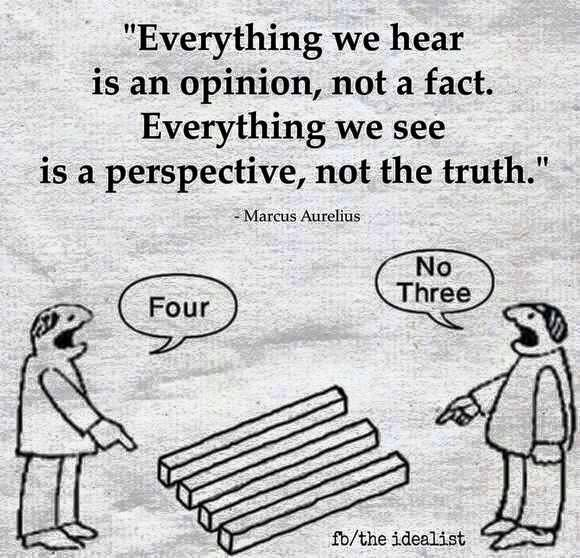 "Everything we hear
is an opinion, not a fact.
Everything we see
is a perspective, not the truth."
- Marcus Aurelius
Four
No
Three
fb/the idealist